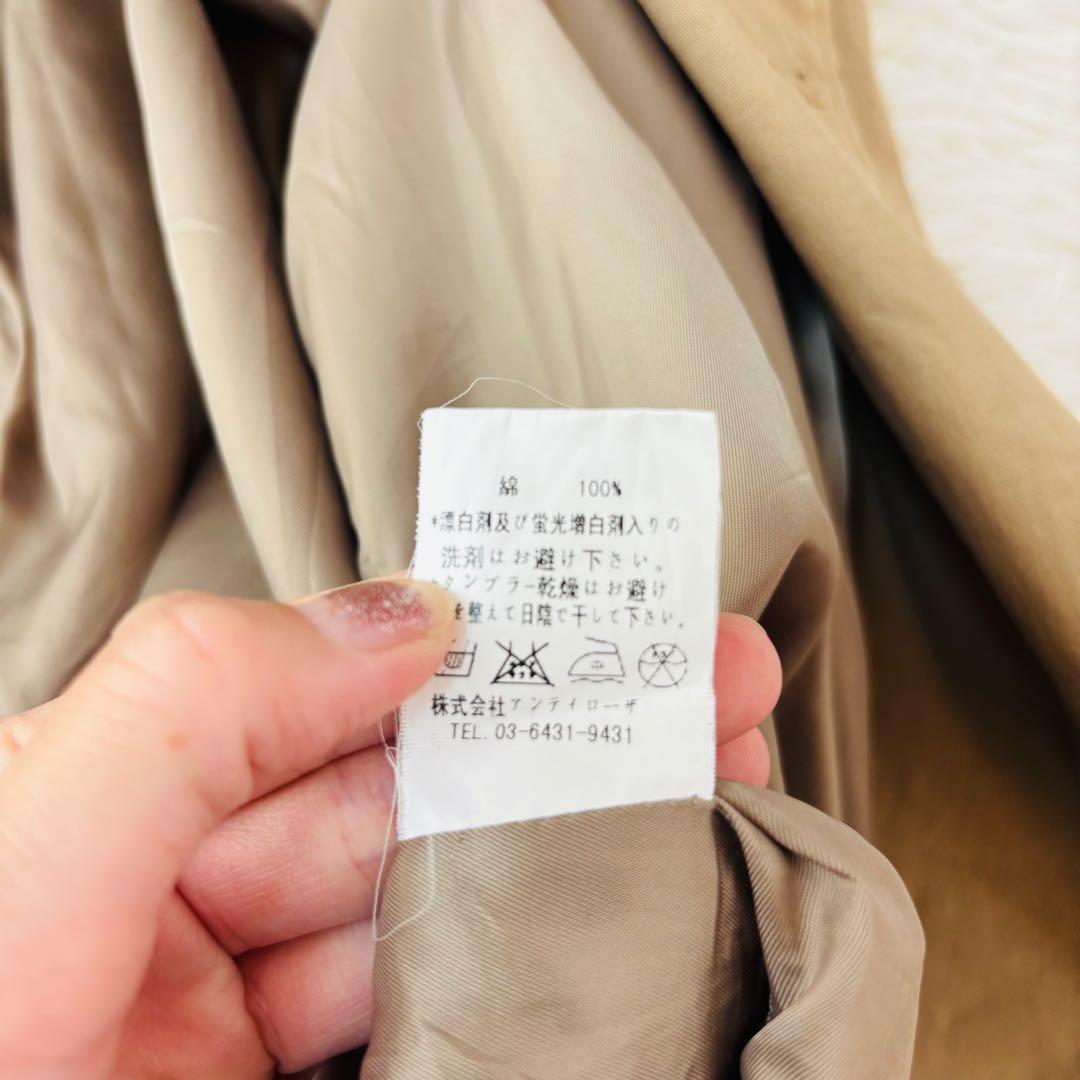 綿 100%
*漂白剤及び蛍光増白剤入りの
洗剤はお避け下さい。
タンブラー乾燥はお避け
を整えて日陰で干して下さい。
株式会社アンティローザ
TEL. 03-6431-9431